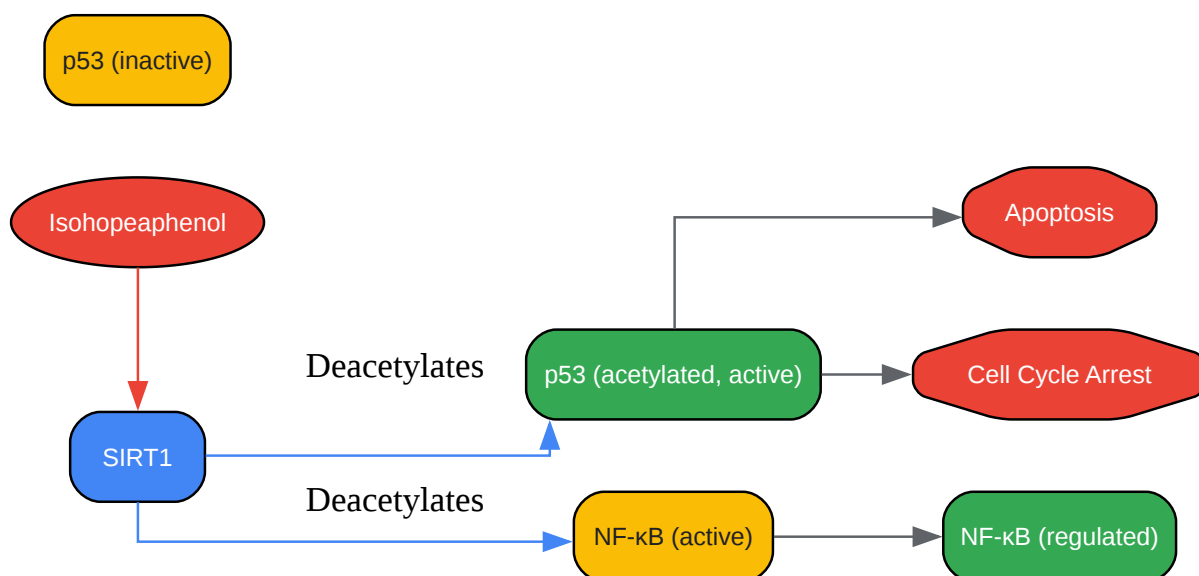 p53 (inactive)
Isohopeaphenol
Apoptosis
Deacetylates
p53 (acetylated, active)
Cell Cycle Arrest
SIRT1
Deacetylates
NF-κB (active)
NF-κB (regulated)